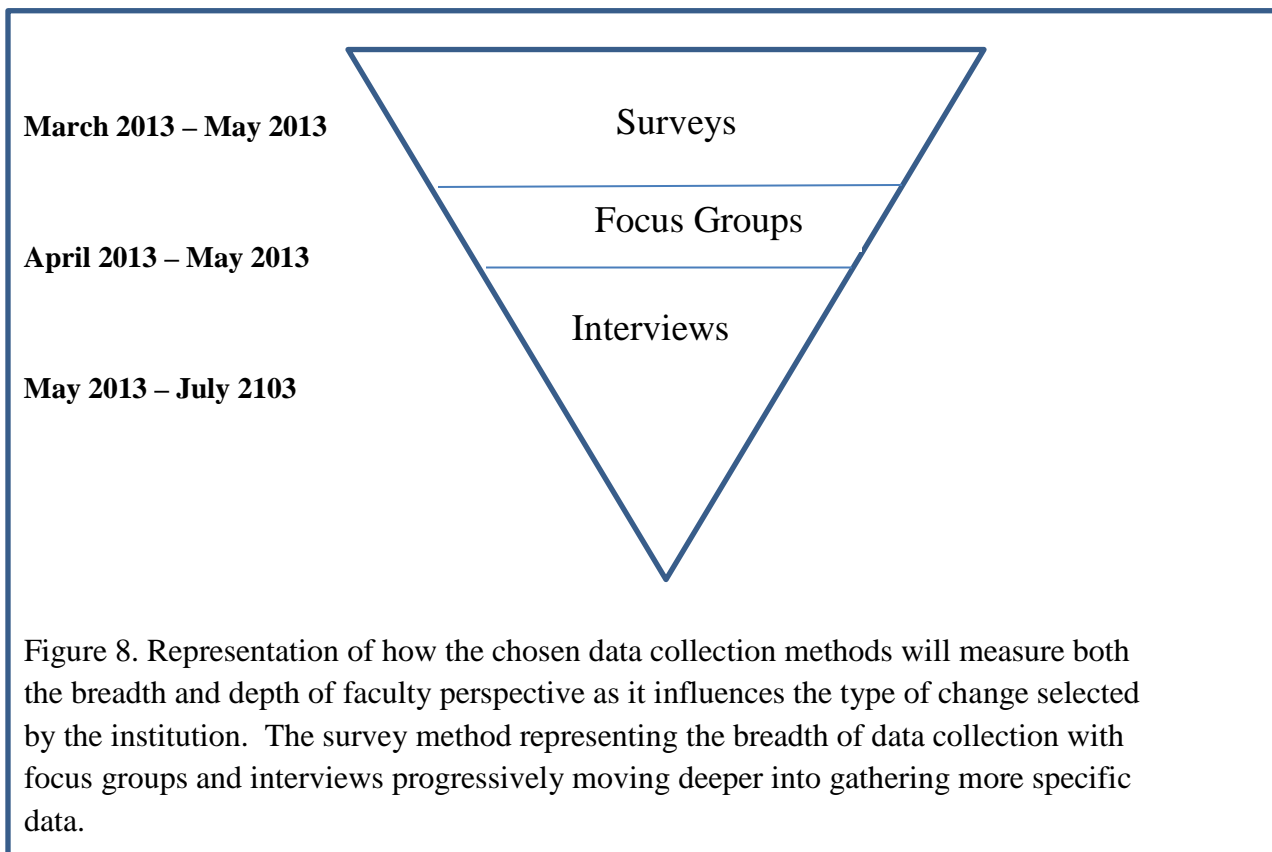 March 2013 – May 2013
Surveys
Focus Groups
April 2013 – May 2013
Interviews
May 2013 – July 2103
Figure 8. Representation of how the chosen data collection methods will measure both
the breadth and depth of faculty perspective as it influences the type of change selected
by the institution.  The survey method representing the breadth of data collection with
focus groups and interviews progressively moving deeper into gathering more specific
data.